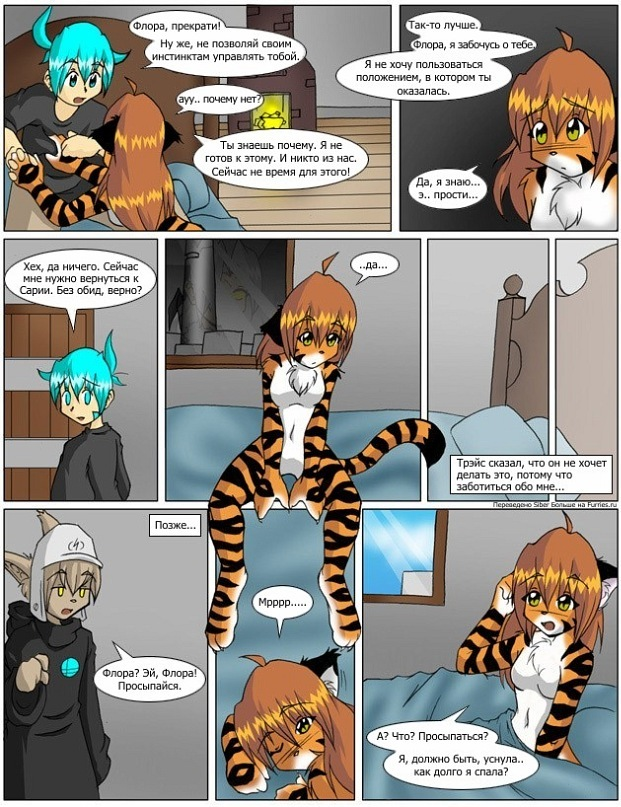 Флора, прекрати!
Ну же, не позволяй своим
инстинктам управлять тобой.
ауу.. почему нет?
Ты знаешь почему. Я не
готов к этому. И никто из нас.
Сейчас не время для этого!
Так-то лучше.
Флора, я забочусь о тебе.
Я не хочу пользоваться
положением, в котором ты
оказалась.
Да, я знаю...
э.. прости...
Хех, да ничего. Сейчас
мне нужно вернуться к
Сарии. Без обид, верно?
..да...
Трэйс сказал, что он не хочет
делать это, потому что
заботиться обо мне...
Переведено Siber Больше на Furries.ru
Позже...
Флора? Эй, Флора!
Просыпайся.
Мрррр.....
А? Что? Просыпаться?
Я, должно быть, уснула..
как долго я спала?